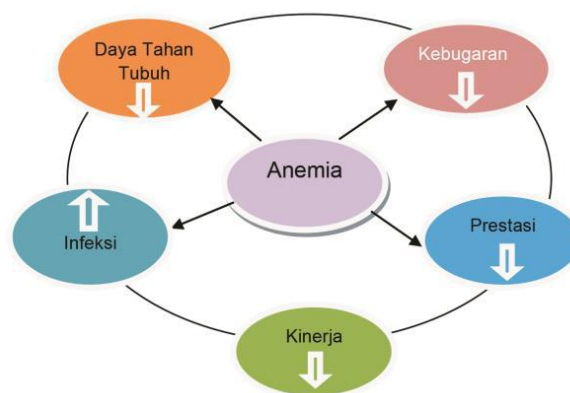 Daya Tahan
Tubuh
Kebugaran
Anemia
Infeksi
Prestasi
Kinerja